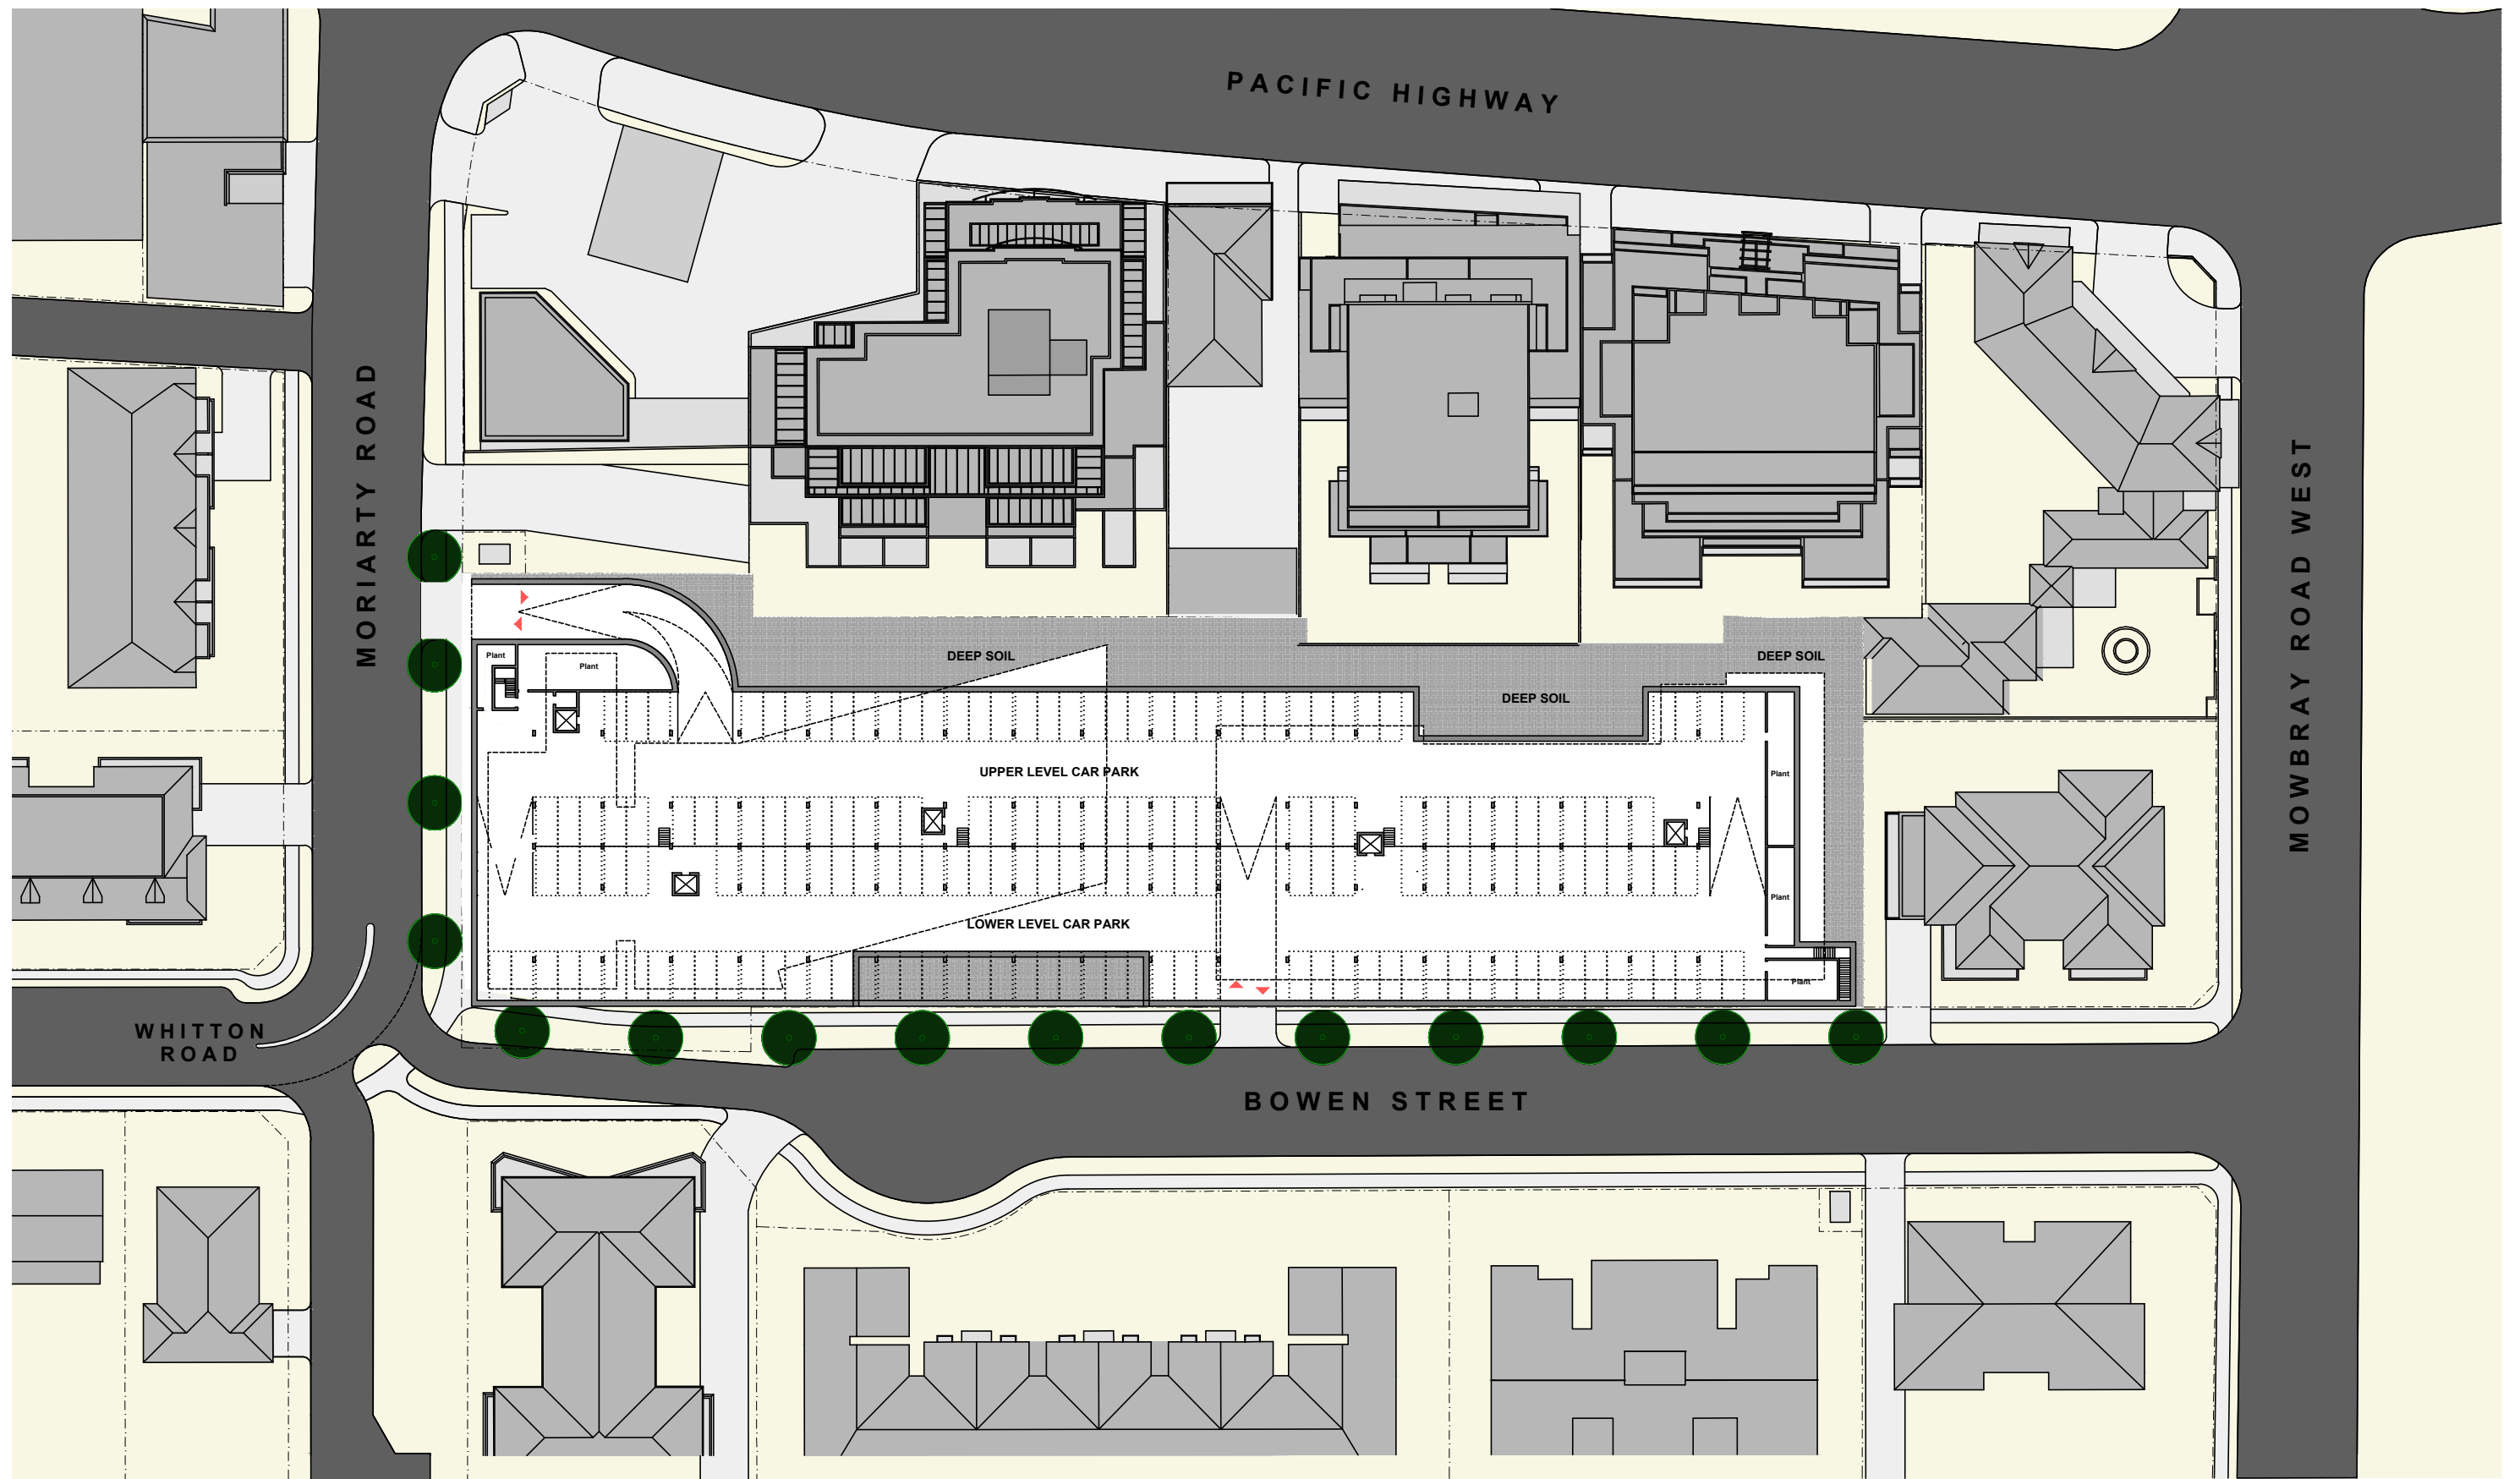 PACIFIC HIGHWAY
MORIARTY ROAD
MOWBRAY ROAD WEST
DEEP SOIL
DEEP SOIL
Plant
Plant
DEEP SOIL
UPPER LEVEL CAR PARK
Plant
Plant
LOWER LEVEL CAR PARK
Plant
WHITTON
ROAD
BOWEN STREET